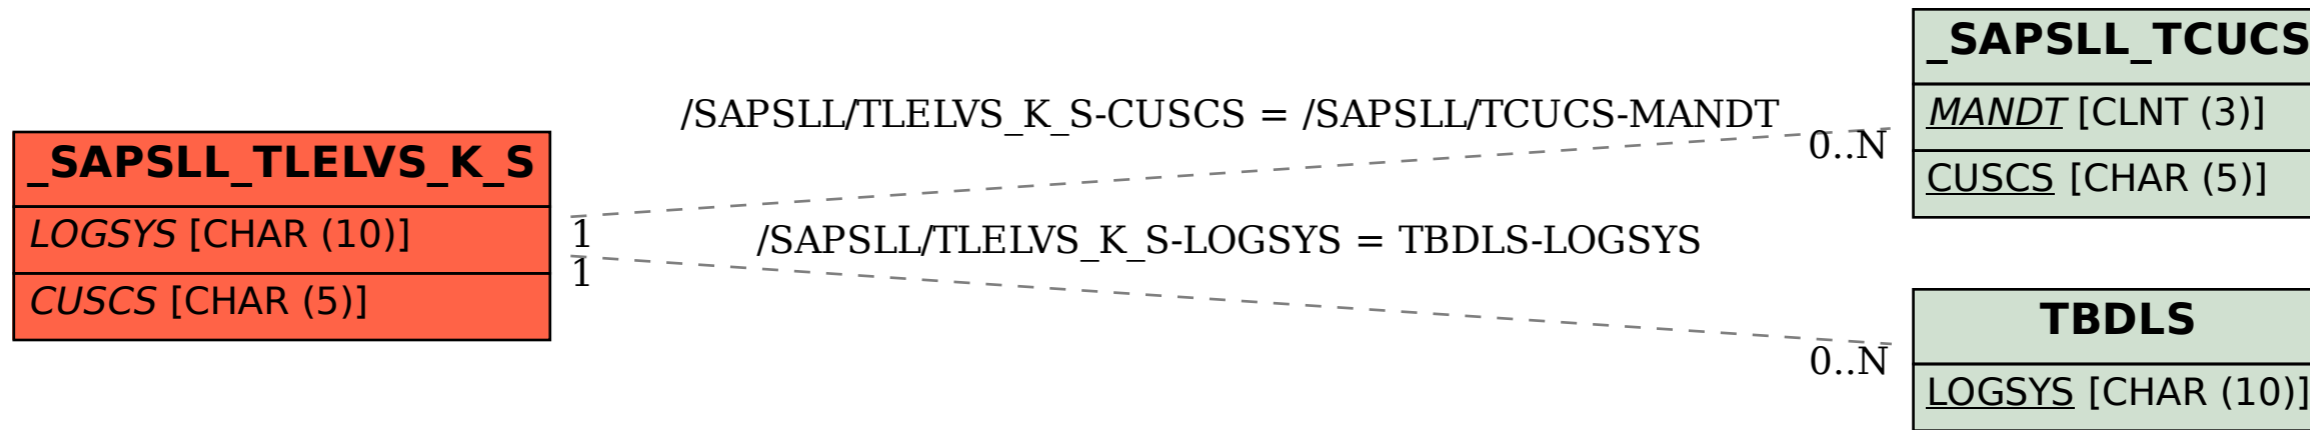 _SAPSLL_TLELVS_K_S
LOGSYS [CHAR (10)]
CUSCS [CHAR (5)]
/SAPSLL/TLELVS_K_S-CUSCS = /SAPSLL/TCUCS-MANDT
0..N
1
/SAPSLL/TLELVS_K_S-LOGSYS = TBDLS-LOGSYS
1
0..N
_SAPSLL_TCUCS
MANDT [CLNT (3)]
CUSCS [CHAR (5)]
TBDLS
LOGSYS [CHAR (10)]